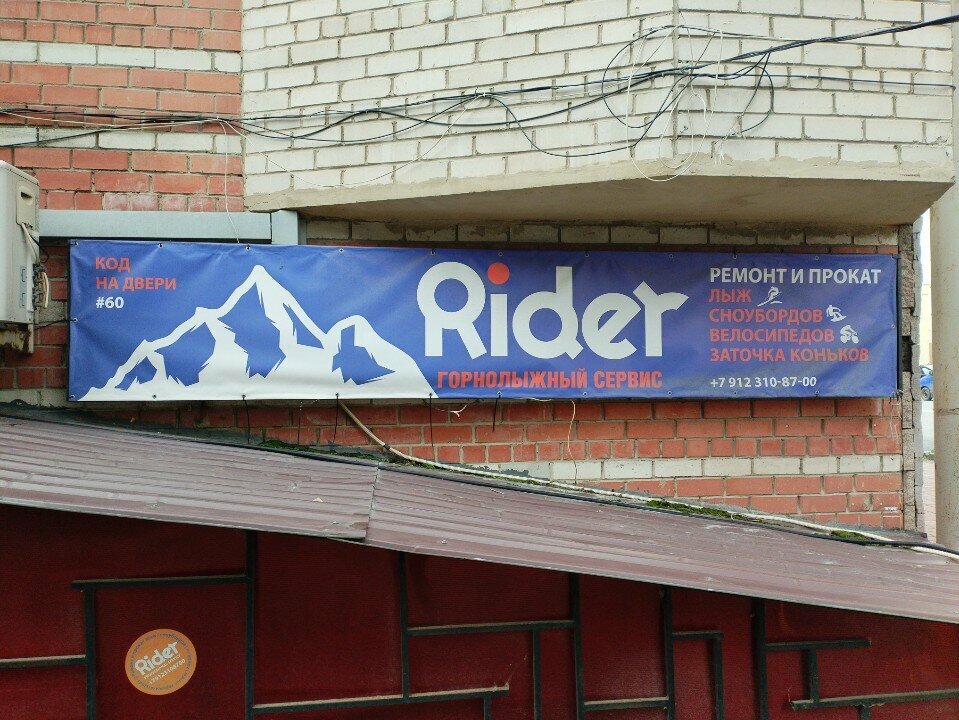 КОД
НА ДВЕРИ
#60
Rider
ГОРНОЛЫЖНЫЙ СЕРВИС
РЕМОНТ И ПРОКАТ
ЛЫЖ
СНОУБОРДОВ
ВЕЛОСИПЕДОВ
ЗАТОЧКА КОНЬКОВ
+7 912 310-87-00
Rider